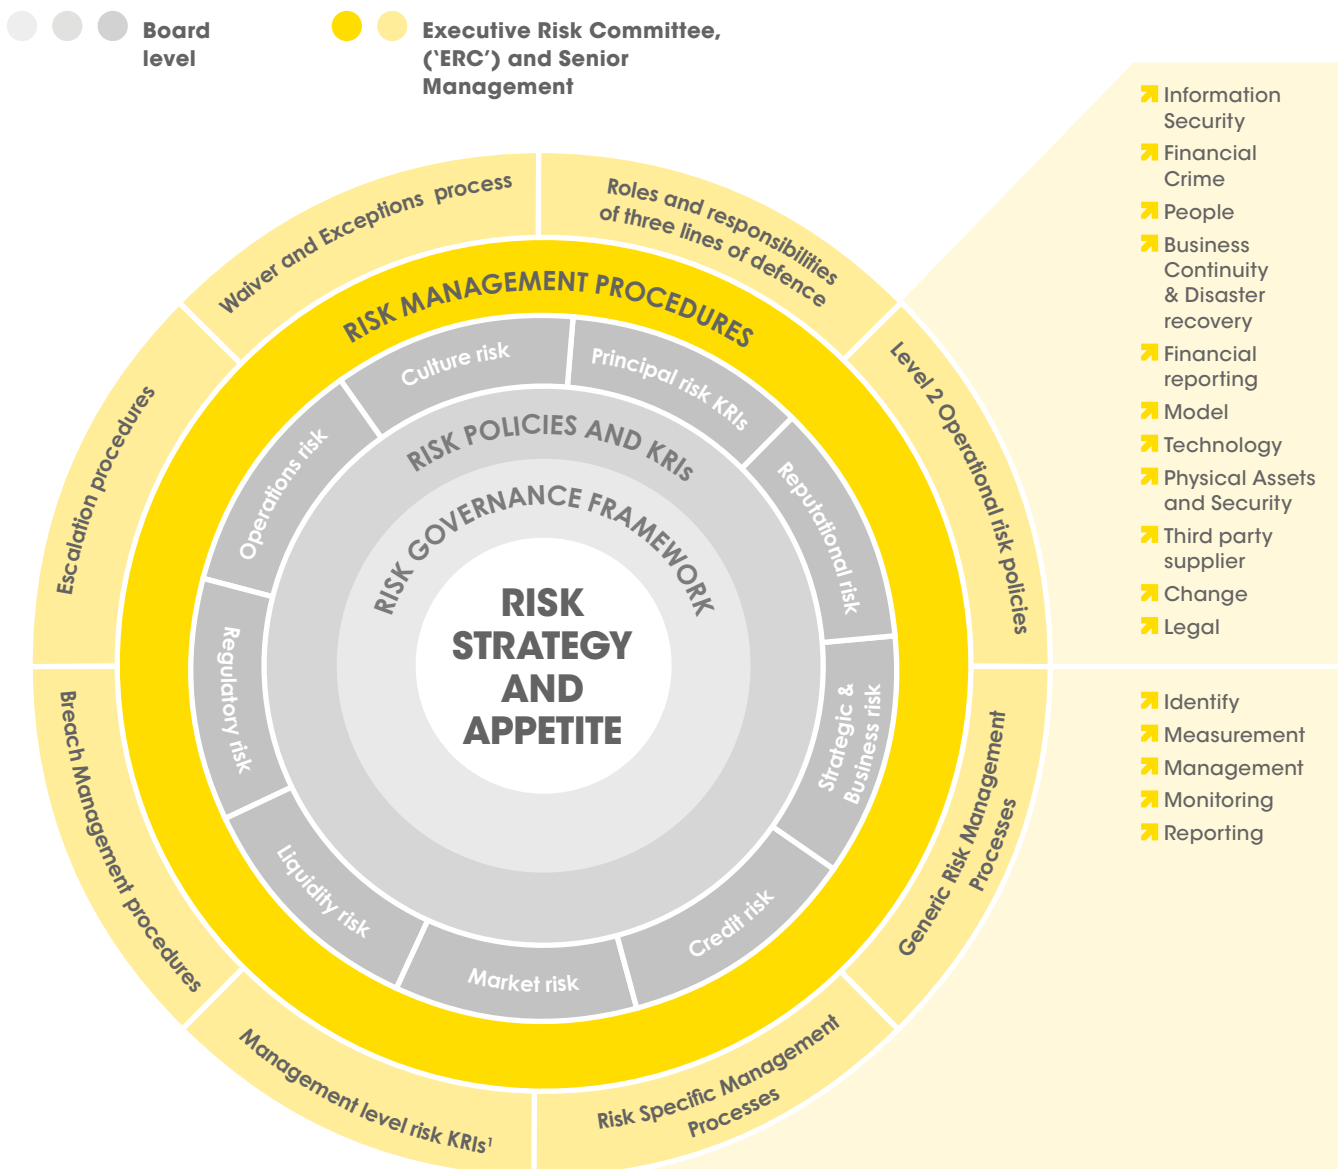 Board
level
Executive Risk Committee,
(‘ERC’) and Senior
Management
Information
Security
Financial
Crime
People
Business
Continuity
& Disaster
recovery
Financial
reporting
Model
Technology
Physical Assets
and Security
Third party
supplier
Change
Legal
Identify
Measurement
Management
Monitoring
Reporting
Waiver and Exceptions process
Roles and responsibilities
of three lines of defence
Level 2 Operational risk policies
Generic Risk Management
Processes
Risk Specific Management
Processes
Management level risk KRIs¹
Breach Management procedures
Escalation procedures
RISK MANAGEMENT PROCEDURES
Culture risk
Principal risk KRIs
Reputational risk
Strategic &
Business risk
Credit risk
Market risk
Liquidity risk
Regulatory risk
Operations risk
RISK POLICIES AND KRIs
RISK GOVERNANCE FRAMEWORK
RISK
STRATEGY
AND
APPETITE